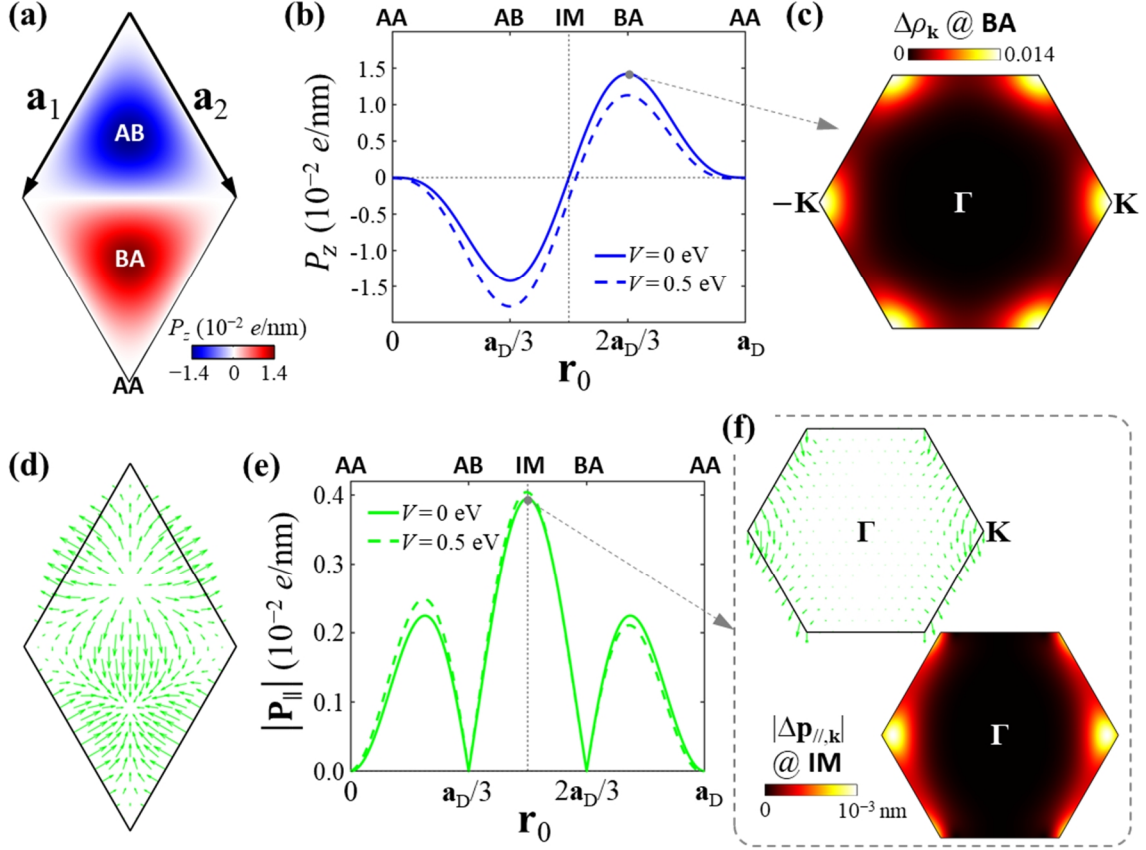 (a)
a1
a2
AB
BA
Pz (10−2 e/nm)
−1.4 0 1.4
AA
(b)
AA AB IM BA AA
Pz (10−2 e/nm)
1.5
1.0
0.5
0
-0.5
-1.0
-1.5
V = 0 eV
V = 0.5 eV
0 aD/3 2aD/3 aD
r0
(c)
Δρk @ BA
0 0.014
−K Γ K
(d)
(e)
AA AB IM BA AA
|P∥| (10−2 e/nm)
0.4
0.3
0.2
0.1
0.0
V = 0 eV
V = 0.5 eV
0 aD/3 2aD/3 aD
r0
(f)
Γ K
Γ
|Δp//,k|
@ IM
0 10−3 nm